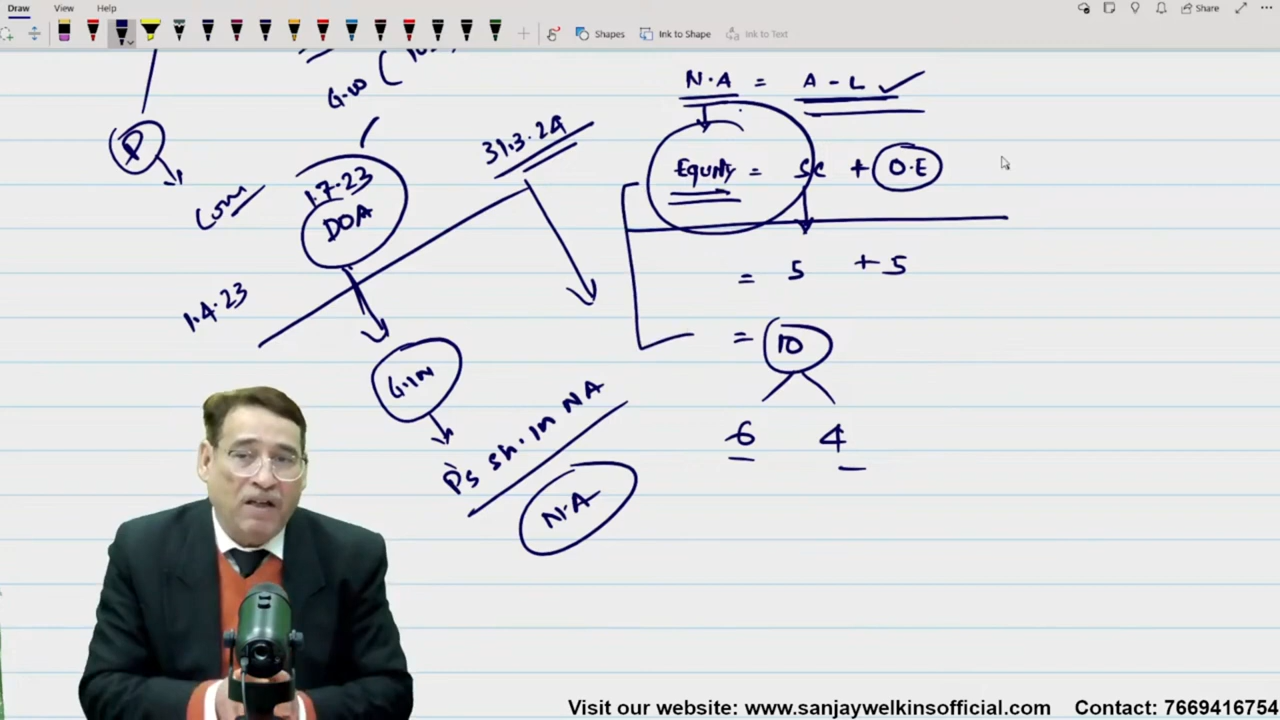 Draw View Help
Share
Shapes Ink to Shape Ink to Text
G.W (
N.A = A - L ✓
31.3.24
P
Equity = SC + O.E
1.7.23
DOA
Com
= 5 + 5
1.4.23
= 10
G.W
6 4
P's sh. in NA
N.A
Visit our website: www.sanjaywelkinsofficial.com Contact: 7669416754